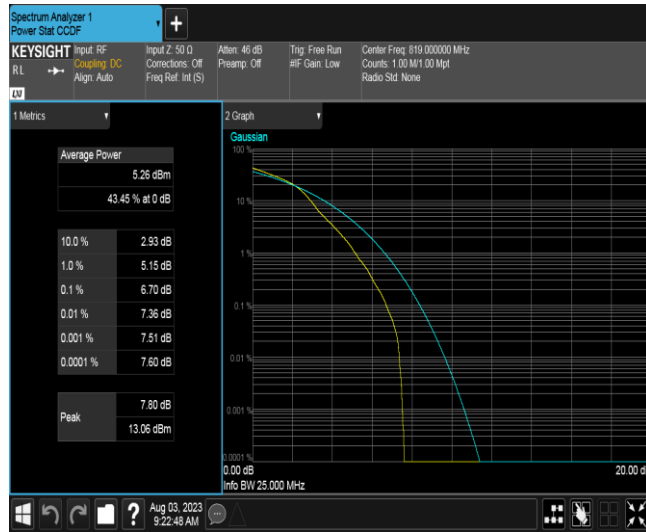 Spectrum Analyzer 1
Power Stat CCDF
KEYSIGHT
RL
LXI
Input: RF
Coupling: DC
Align: Auto
Input Z: 50 Ω
Corrections: Off
Freq Ref: Int (S)
Atten: 46 dB
Preamp: Off
Trig: Free Run
#IF Gain: Low
Center Freq: 819.000000 MHz
Counts: 1.00 M/1.00 Mpt
Radio Std: None
1 Metrics
Average Power
5.26 dBm
43.45 % at 0 dB
10.0 % 2.93 dB
1.0 % 5.15 dB
0.1 % 6.70 dB
0.01 % 7.36 dB
0.001 % 7.51 dB
0.0001 % 7.60 dB
Peak
7.80 dB
13.06 dBm
2 Graph
Gaussian
100 %
10 %
1 %
0.1 %
0.01 %
0.001 %
0.0001 %
0.00 dB 20.00 d
Info BW 25.000 MHz
?
Aug 03, 2023
9:22:48 AM